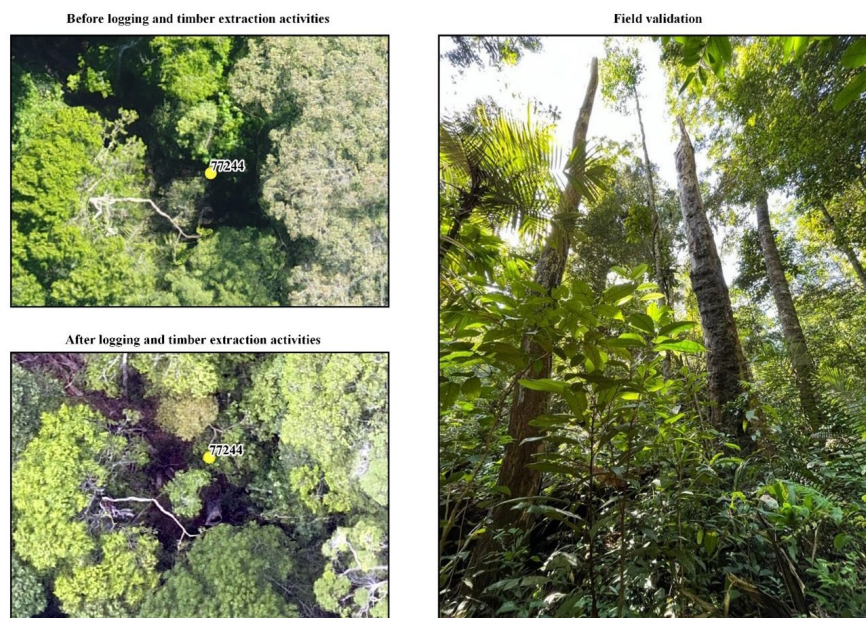 Before logging and timber extraction activities
Field validation
77244
After logging and timber extraction activities
77244